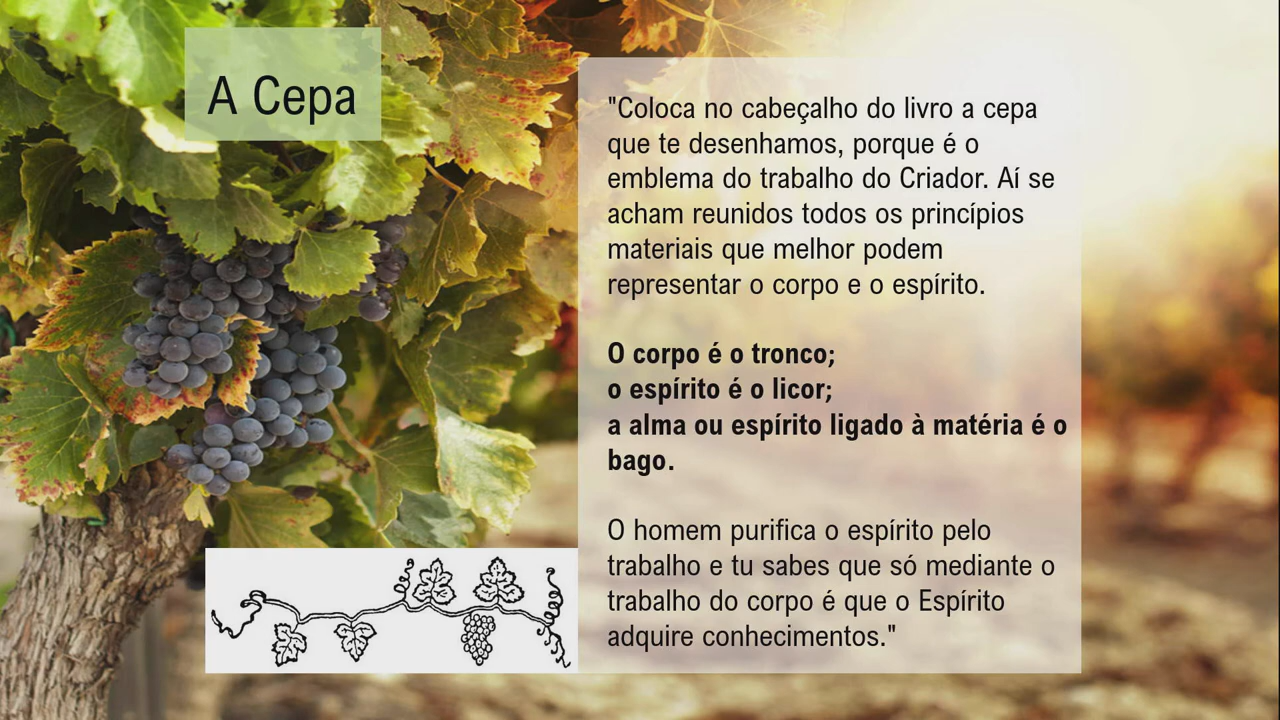 A Cepa
"Coloca no cabeçalho do livro a cepa
que te desenhamos, porque é o
emblema do trabalho do Criador. Aí se
acham reunidos todos os princípios
materiais que melhor podem
representar o corpo e o espírito.
O corpo é o tronco;
o espírito é o licor;
a alma ou espírito ligado à matéria é o
bago.
O homem purifica o espírito pelo
trabalho e tu sabes que só mediante o
trabalho do corpo é que o Espírito
adquire conhecimentos."